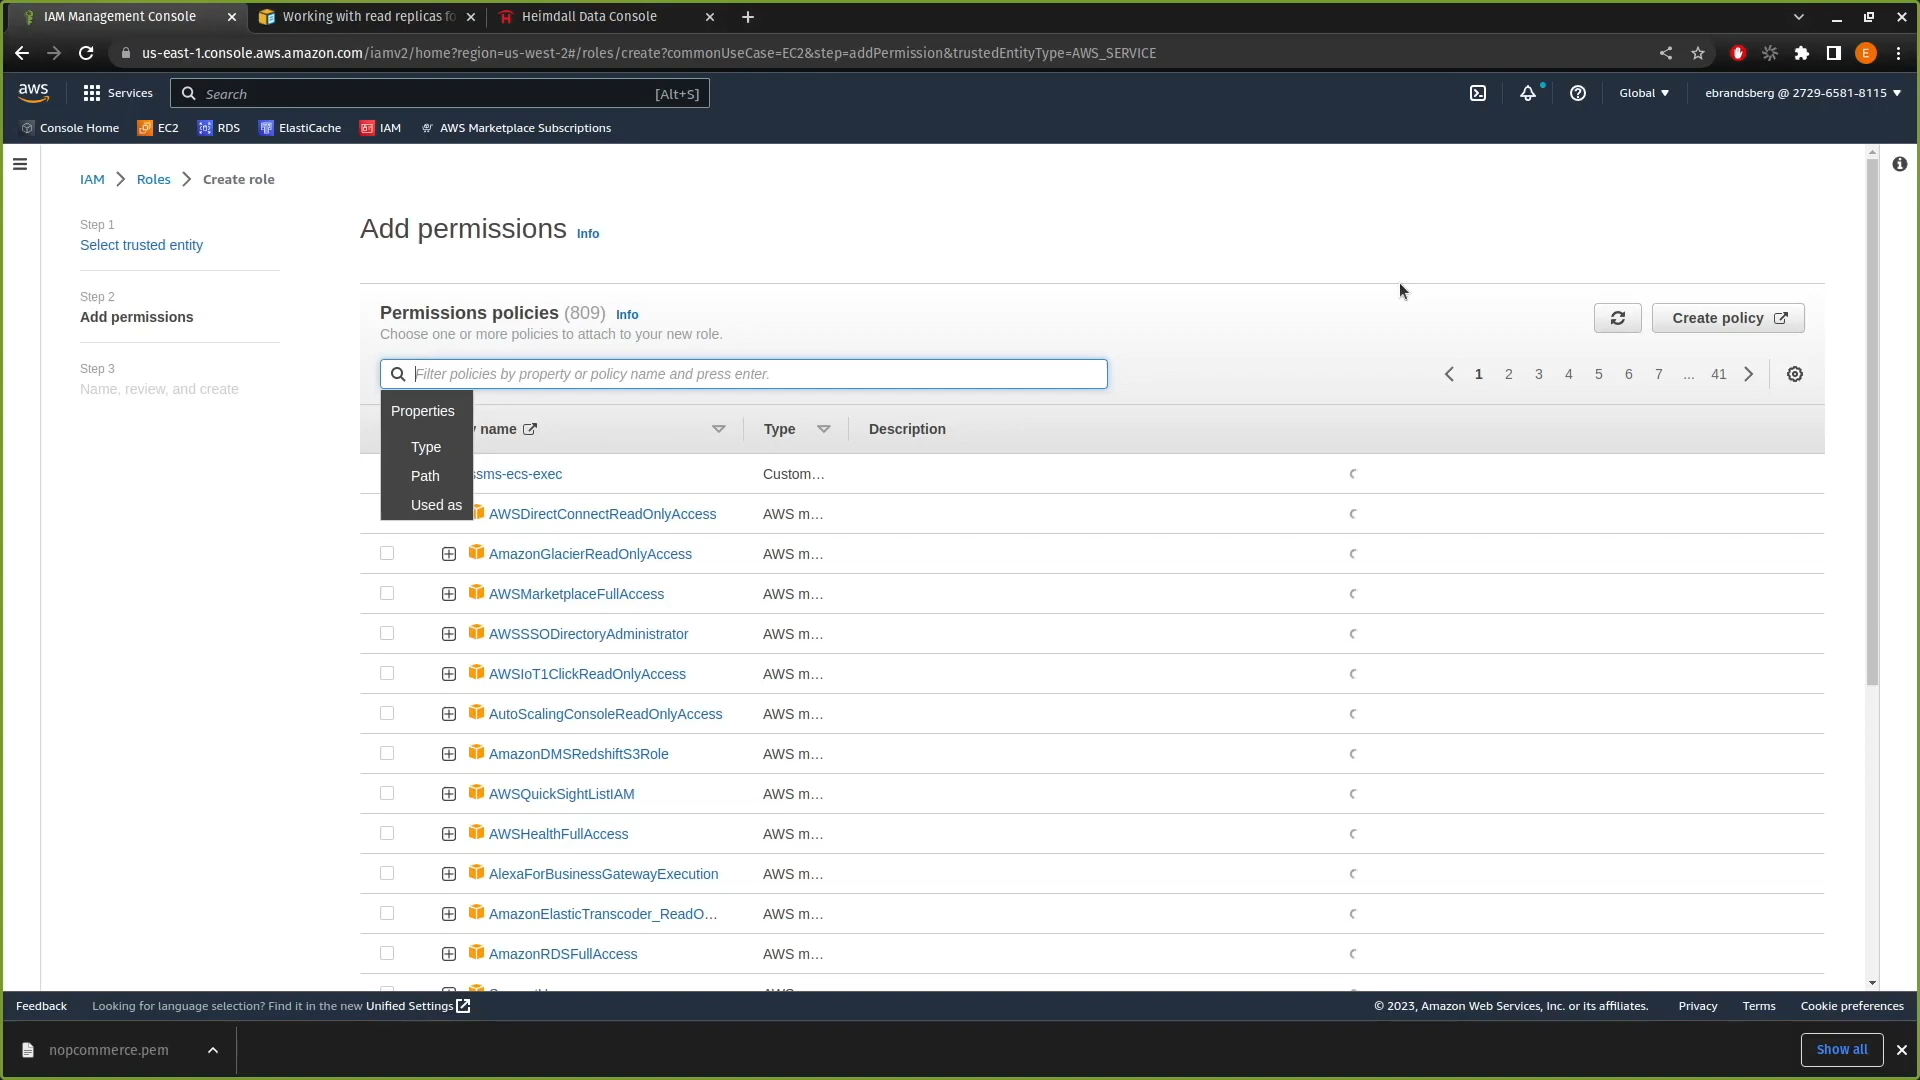 IAM Management Console
Working with read replicas fo
Heimdall Data Console
us-east-1.console.aws.amazon.com/iamv2/home?region=us-west-2#/roles/create?commonUseCase=EC2&step=addPermission&trustedEntityType=AWS_SERVICE
E
aws Services Search [Alt+S] Global ebrandsberg @ 2729-6581-8115
Console Home EC2 RDS ElastiCache IAM AWS Marketplace Subscriptions
IAM Roles Create role
Step 1
Select trusted entity
Step 2
Add permissions
Step 3
Name, review, and create
Add permissions Info
Permissions policies (809) Info
Choose one or more policies to attach to your new role.
Create policy
Filter policies by property or policy name and press enter.
1 2 3 4 5 6 7 ... 41
Properties
Type
Path
Used as
name Type Description
sms-ecs-exec Custom...
AWSDirectConnectReadOnlyAccess AWS m...
AmazonGlacierReadOnlyAccess AWS m...
AWSMarketplaceFullAccess AWS m...
AWSSSODirectoryAdministrator AWS m...
AWSIoT1ClickReadOnlyAccess AWS m...
AutoScalingConsoleReadOnlyAccess AWS m...
AmazonDMSRedshiftS3Role AWS m...
AWSQuickSightListIAM AWS m...
AWSHealthFullAccess AWS m...
AlexaForBusinessGatewayExecution AWS m...
AmazonElasticTranscoder_ReadO... AWS m...
AmazonRDSFullAccess AWS m...
Feedback Looking for language selection? Find it in the new Unified Settings © 2023, Amazon Web Services, Inc. or its affiliates. Privacy Terms Cookie preferences
nopcommerce.pem Show all